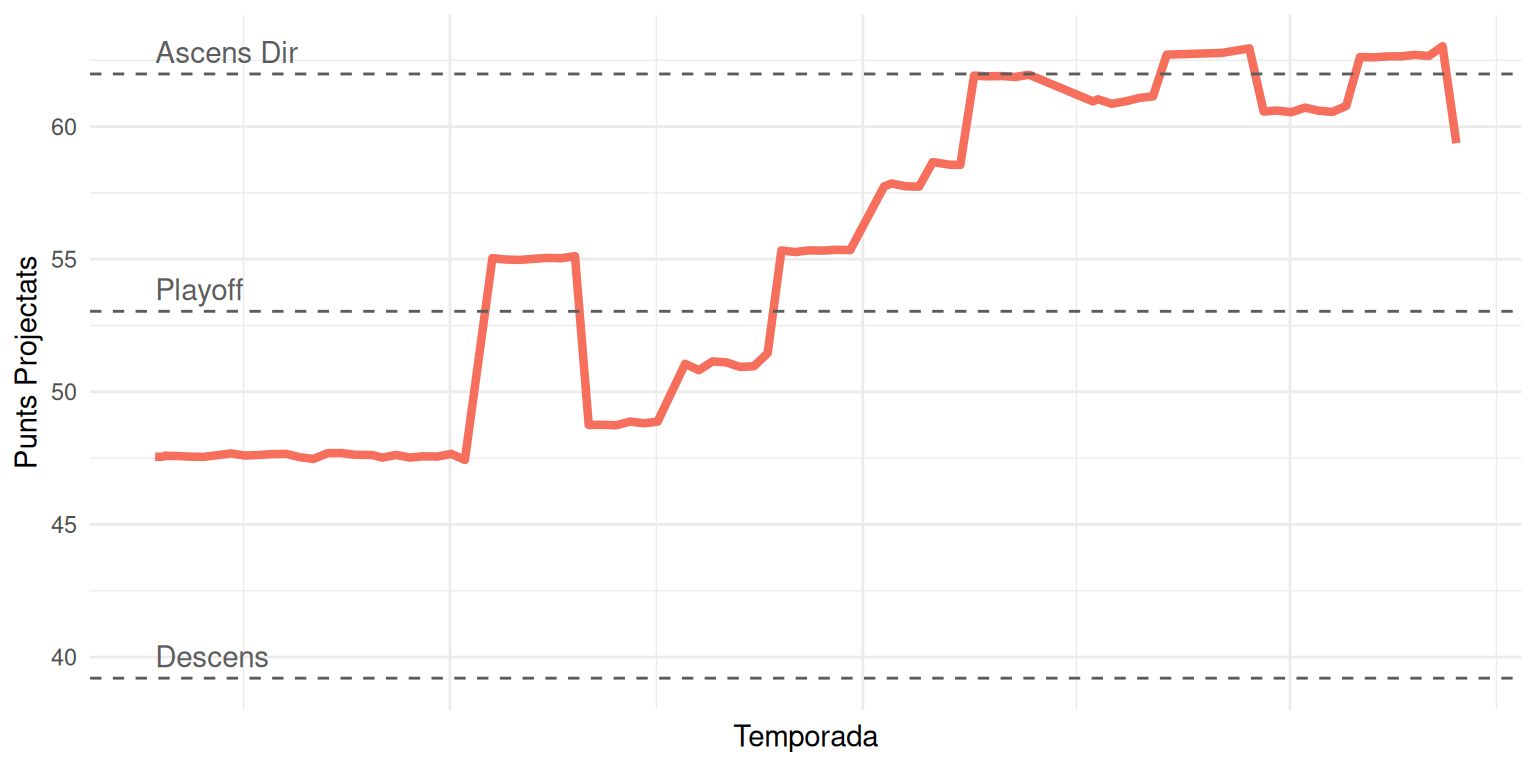 Ascens Dir
60
55
Playoff
50
45
Descens
40
Punts Projectats
Temporada